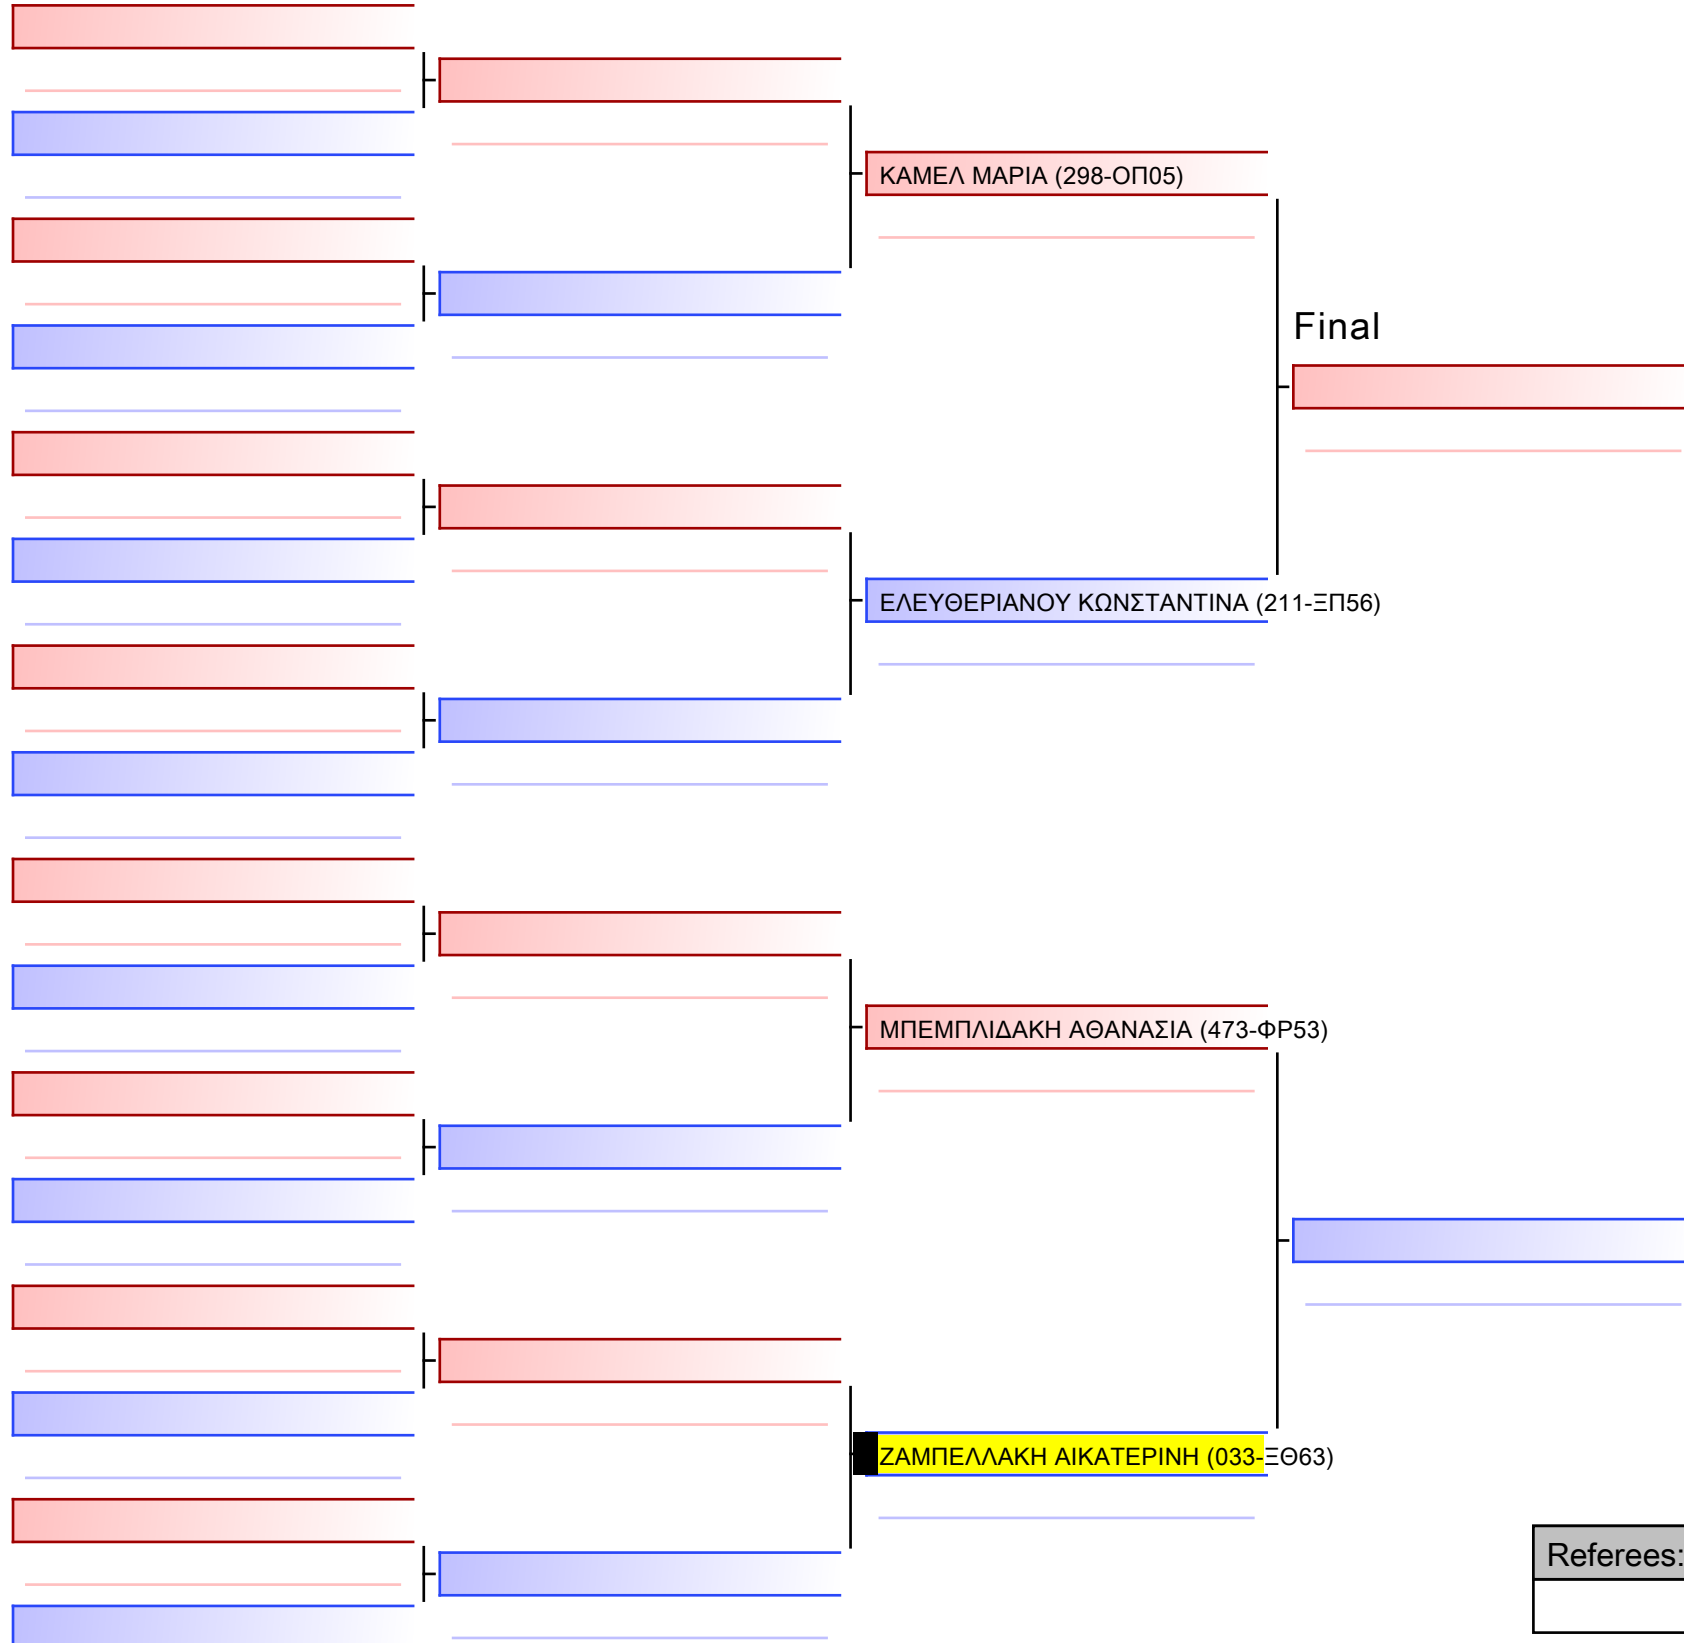 ΚΑΜΕΛ ΜΑΡΙΑ (298-ΟΠ05)
Final
ΕΛΕΥΘΕΡΙΑΝΟΥ ΚΩΝΣΤΑΝΤΙΝΑ (211-ΞΠ56)
ΜΠΕΜΠΛΙΔΑΚΗ ΑΘΑΝΑΣΙΑ (473-ΦΡ53)
ΖΑΜΠΕΛΛΑΚΗ ΑΙΚΑΤΕΡΙΝΗ (033-ΞΘ63)
Referees: